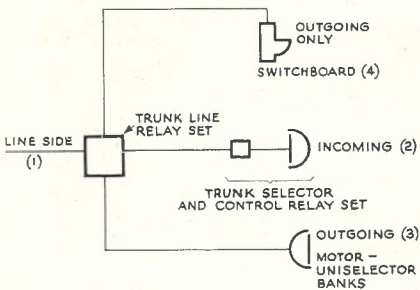 OUTGOING
ONLY
SWITCHBOARD (4)
TRUNK LINE
RELAY SET
LINE SIDE
(1)
INCOMING (2)
TRUNK SELECTOR
AND CONTROL RELAY SET
OUTGOING (3)
MOTOR –
UNISELECTOR
BANKS